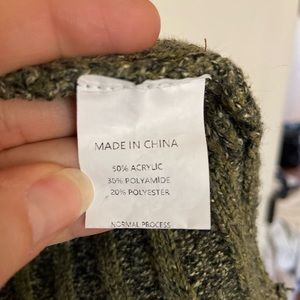 MADE IN CHINA
50% ACRYLIC
30% POLYAMIDE
20% POLYESTER
NORMAL PROCESS